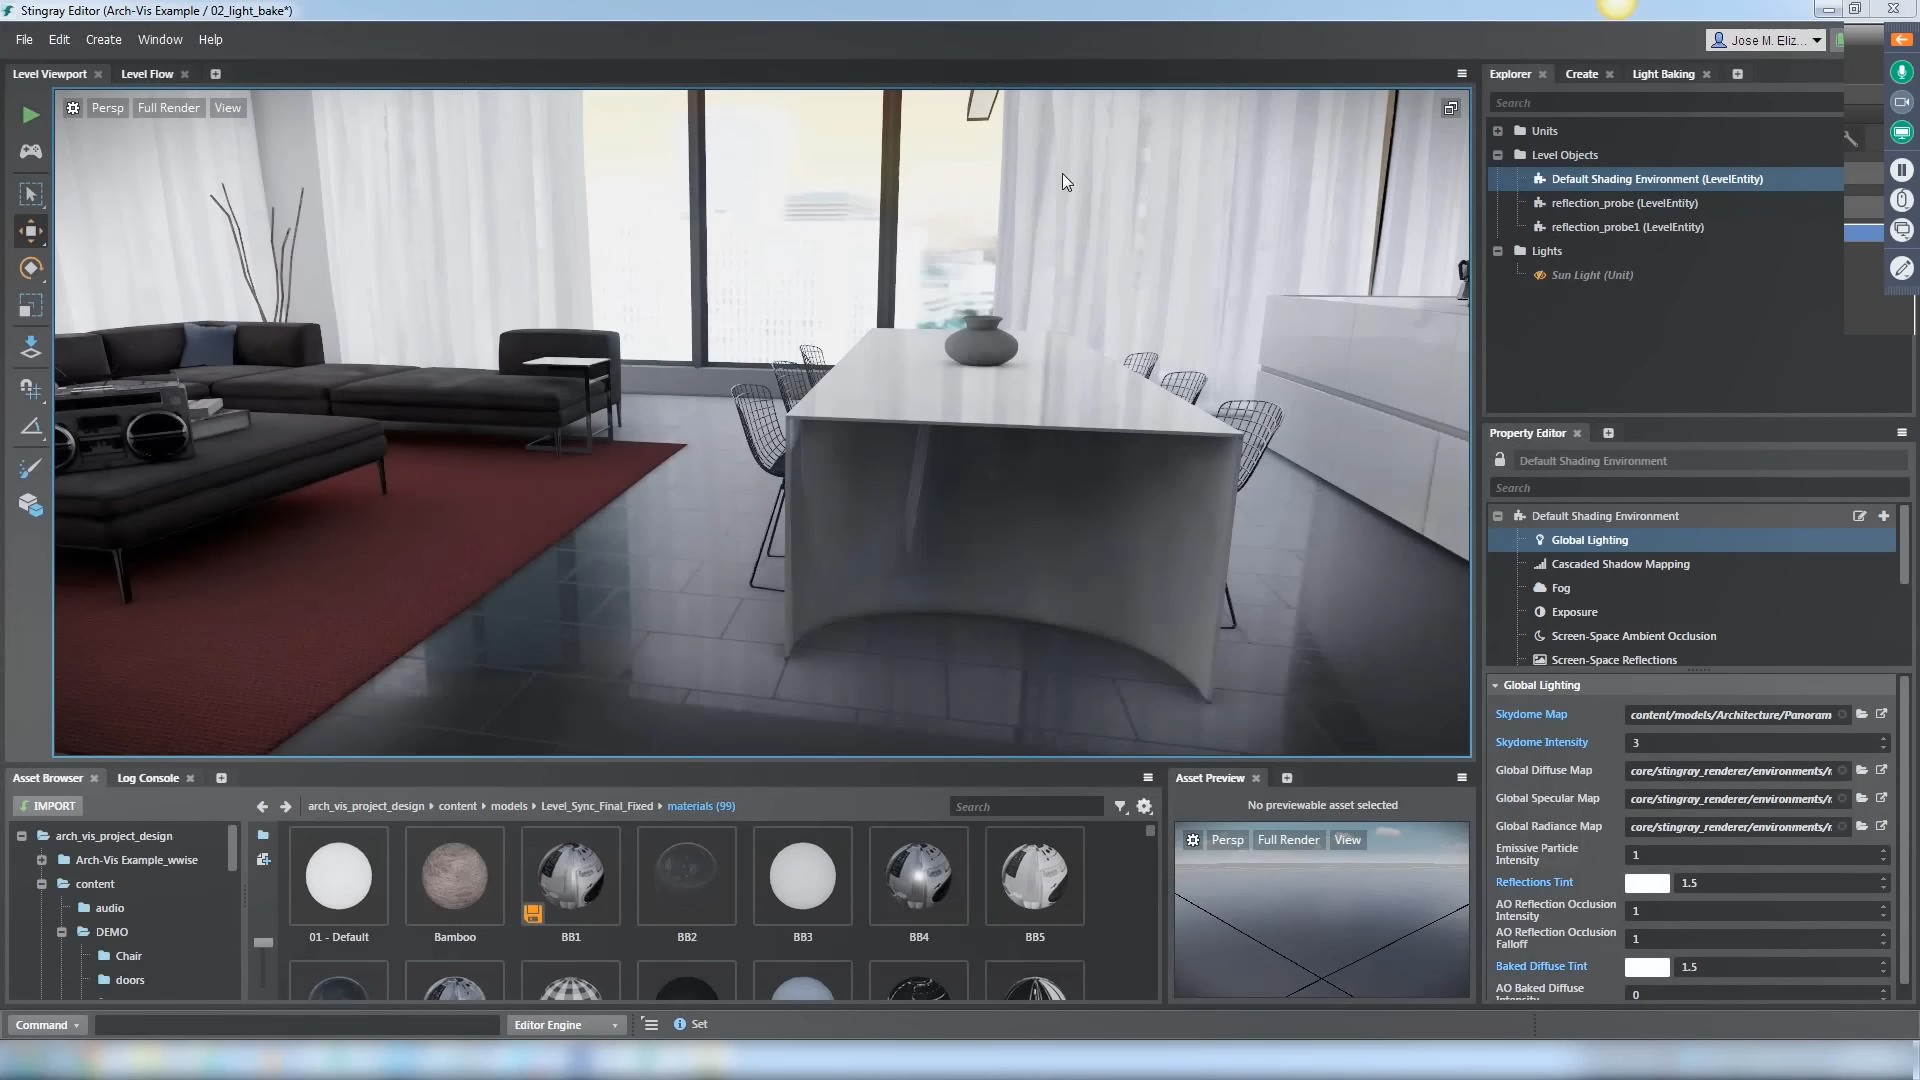 Stingray Editor (Arch-Vis Example / 02_light_bake*)
File Edit Create Window Help
Jose M. Eliz...
Level Viewport Level Flow
Explorer Create Light Baking
Persp Full Render View
Search
Units
Level Objects
Default Shading Environment (LevelEntity)
reflection_probe (LevelEntity)
reflection_probe1 (LevelEntity)
Lights
Sun Light (Unit)
Property Editor
Default Shading Environment
Search
Default Shading Environment
Global Lighting
Cascaded Shadow Mapping
Fog
Exposure
Screen-Space Ambient Occlusion
Screen-Space Reflections
Global Lighting
Skydome Map content/models/Architecture/Panoram
Skydome Intensity 3
Global Diffuse Map core/stingray_renderer/environments/
Global Specular Map core/stingray_renderer/environments/
Global Radiance Map core/stingray_renderer/environments/
Emissive Particle
Intensity 1
Reflections Tint 1.5
AO Reflection Occlusion
Intensity 1
AO Reflection Occlusion
Falloff 1
Baked Diffuse Tint 1.5
AO Baked Diffuse
Intensity 0
Asset Browser Log Console
IMPORT
arch_vis_project_design content models Level_Sync_Final_Fixed materials (99)
Search
arch_vis_project_design
Arch-Vis Example_wwise
content
audio
DEMO
Chair
doors
01 - Default Bamboo BB1 BB2 BB3 BB4 BB5
Asset Preview
No previewable asset selected
Persp Full Render View
Command Editor Engine Set